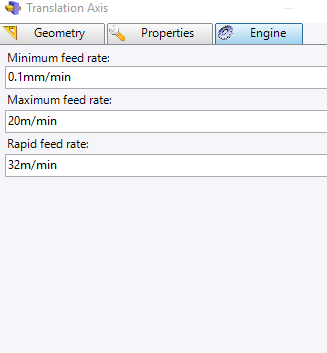 Translation Axis
Geometry Properties Engine
Minimum feed rate:
0.1mm/min
Maximum feed rate:
20m/min
Rapid feed rate:
32m/min